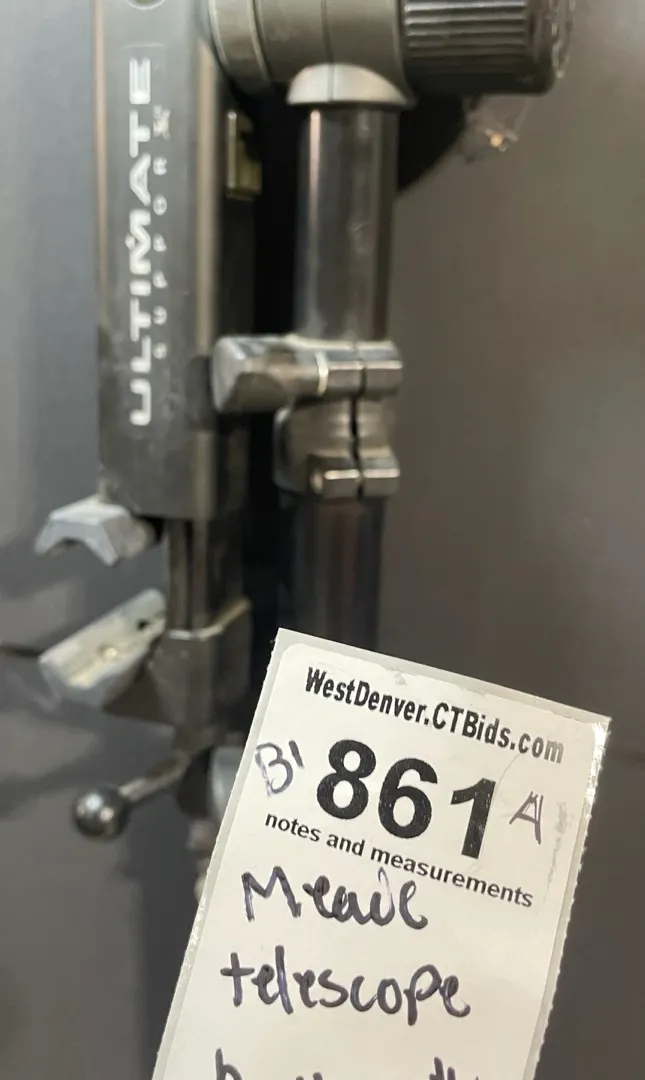 ULTIMATE
SUPPORT
WestDenver.CTBids.com
B' 861 A
notes and measurements
Meade
telescope